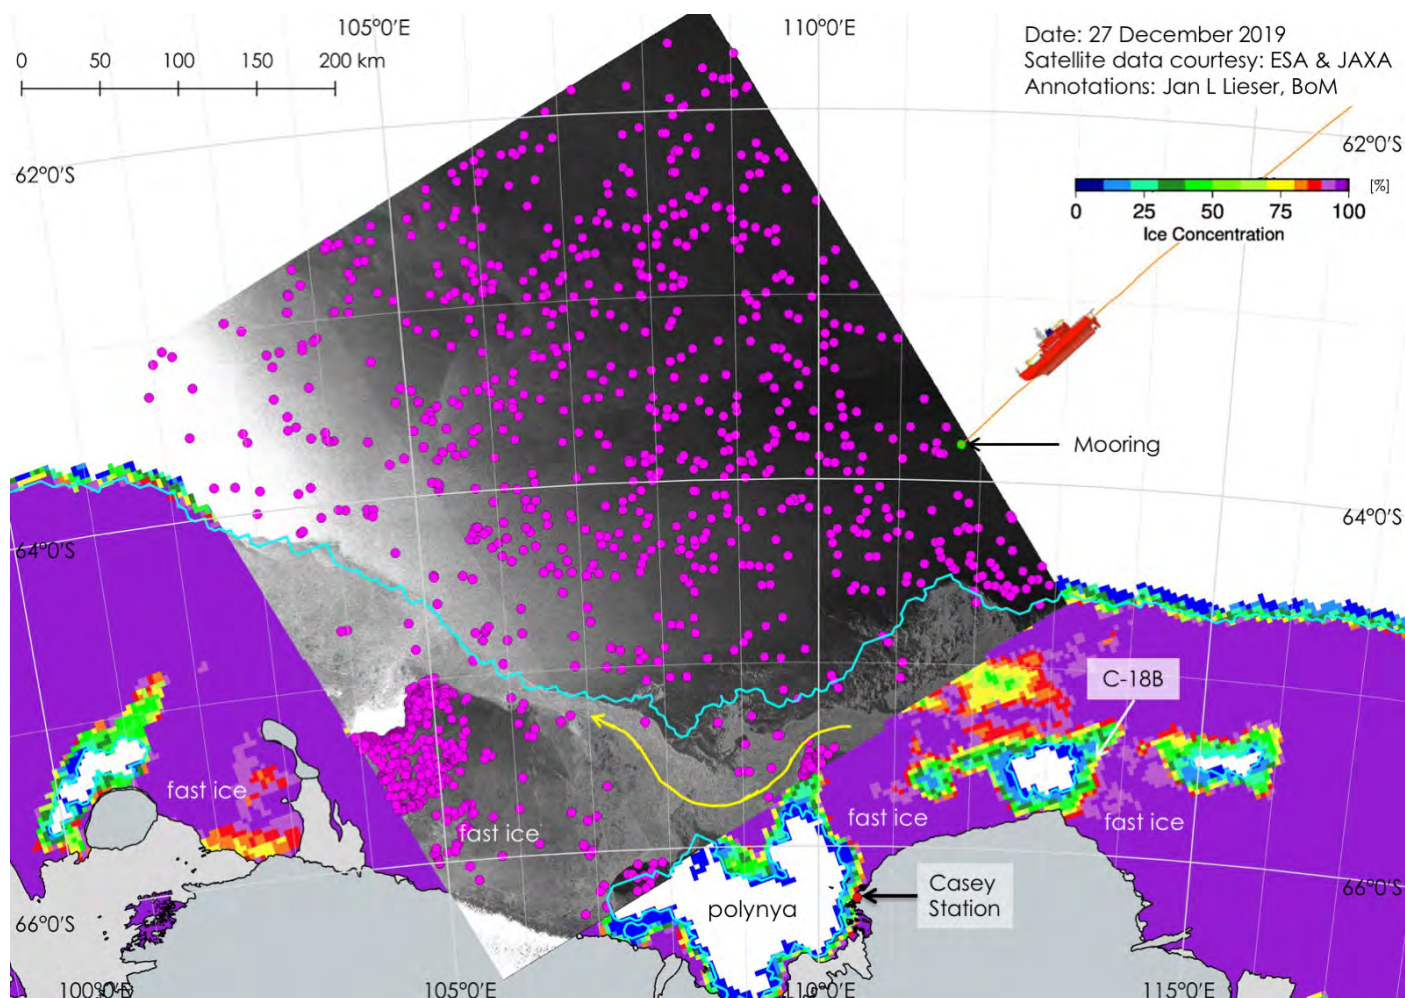 105°0'E
110°0'E
Date: 27 December 2019
Satellite data courtesy: ESA & JAXA
Annotations: Jan L Lieser, BoM
0 50 100 150 200 km
62°0'S
62°0'S
[%]
0 25 50 75 100
Ice Concentration
Mooring
64°0'S
64°0'S
C-18B
fast ice
fast ice
fast ice
fast ice
Casey
Station
polynya
66°0'S
66°0'S
100°0'E
105°0'E
110°0'E
115°0'E